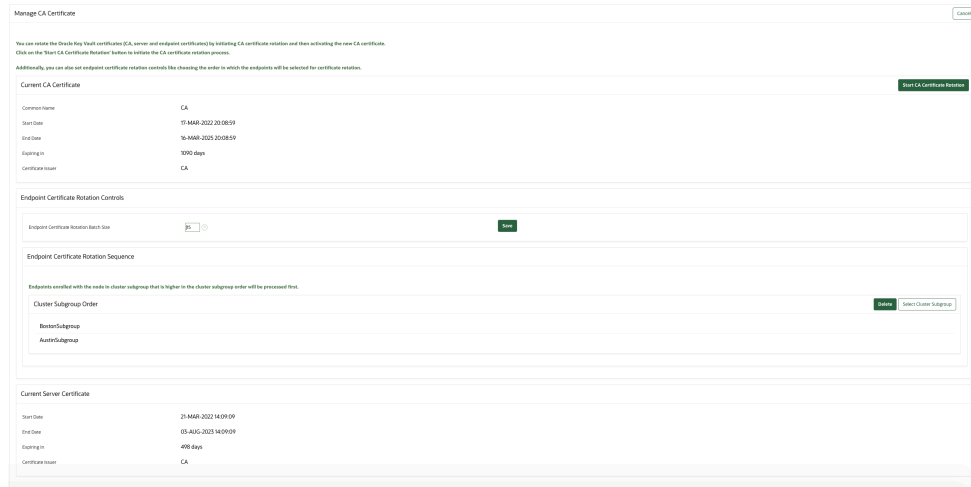 Manage CA Certificate
Cancel
You can rotate the Oracle Key Vault certificates (CA, server and endpoint certificates) by initiating CA certificate rotation and then activating the new CA certificate.
Click on the 'Start CA Certificate Rotation' button to initiate the CA certificate rotation process.
Additionally, you can also set endpoint certificate rotation controls like choosing the order in which the endpoints will be selected for certificate rotation.
Current CA Certificate
Start CA Certificate Rotation
Common Name CA
Start Date 17-MAR-2022 20:08:59
End Date 16-MAR-2025 20:08:59
Expiring In 1090 days
Certificate Issuer CA
Endpoint Certificate Rotation Controls
Endpoint Certificate Rotation Batch Size 15 Save
Endpoint Certificate Rotation Sequence
Endpoints enrolled with the node in cluster subgroup that is higher in the cluster subgroup order will be processed first.
Cluster Subgroup Order
Delete Select Cluster Subgroup
BostonSubgroup
AustinSubgroup
Current Server Certificate
Start Date 21-MAR-2022 14:09:09
End Date 03-AUG-2023 14:09:09
Expiring In 498 days
Certificate Issuer CA